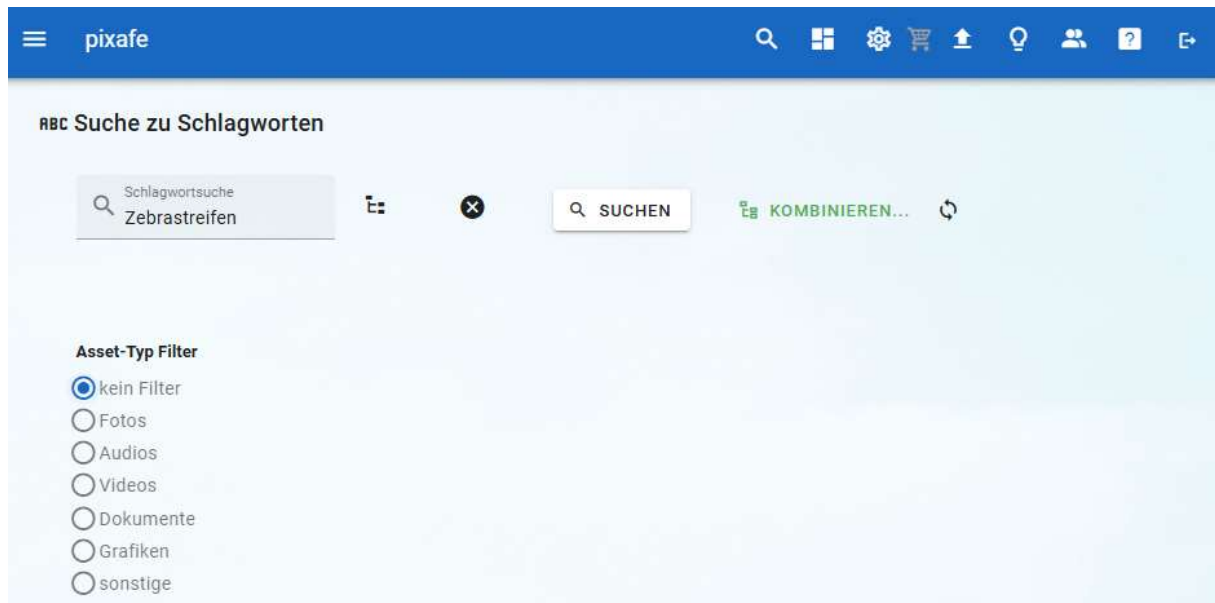 pixafe
ABC Suche zu Schlagworten
Schlagwortsuche
Zebrastreifen
SUCHEN
KOMBINIEREN...
Asset-Typ Filter
kein Filter
Fotos
Audios
Videos
Dokumente
Grafiken
sonstige